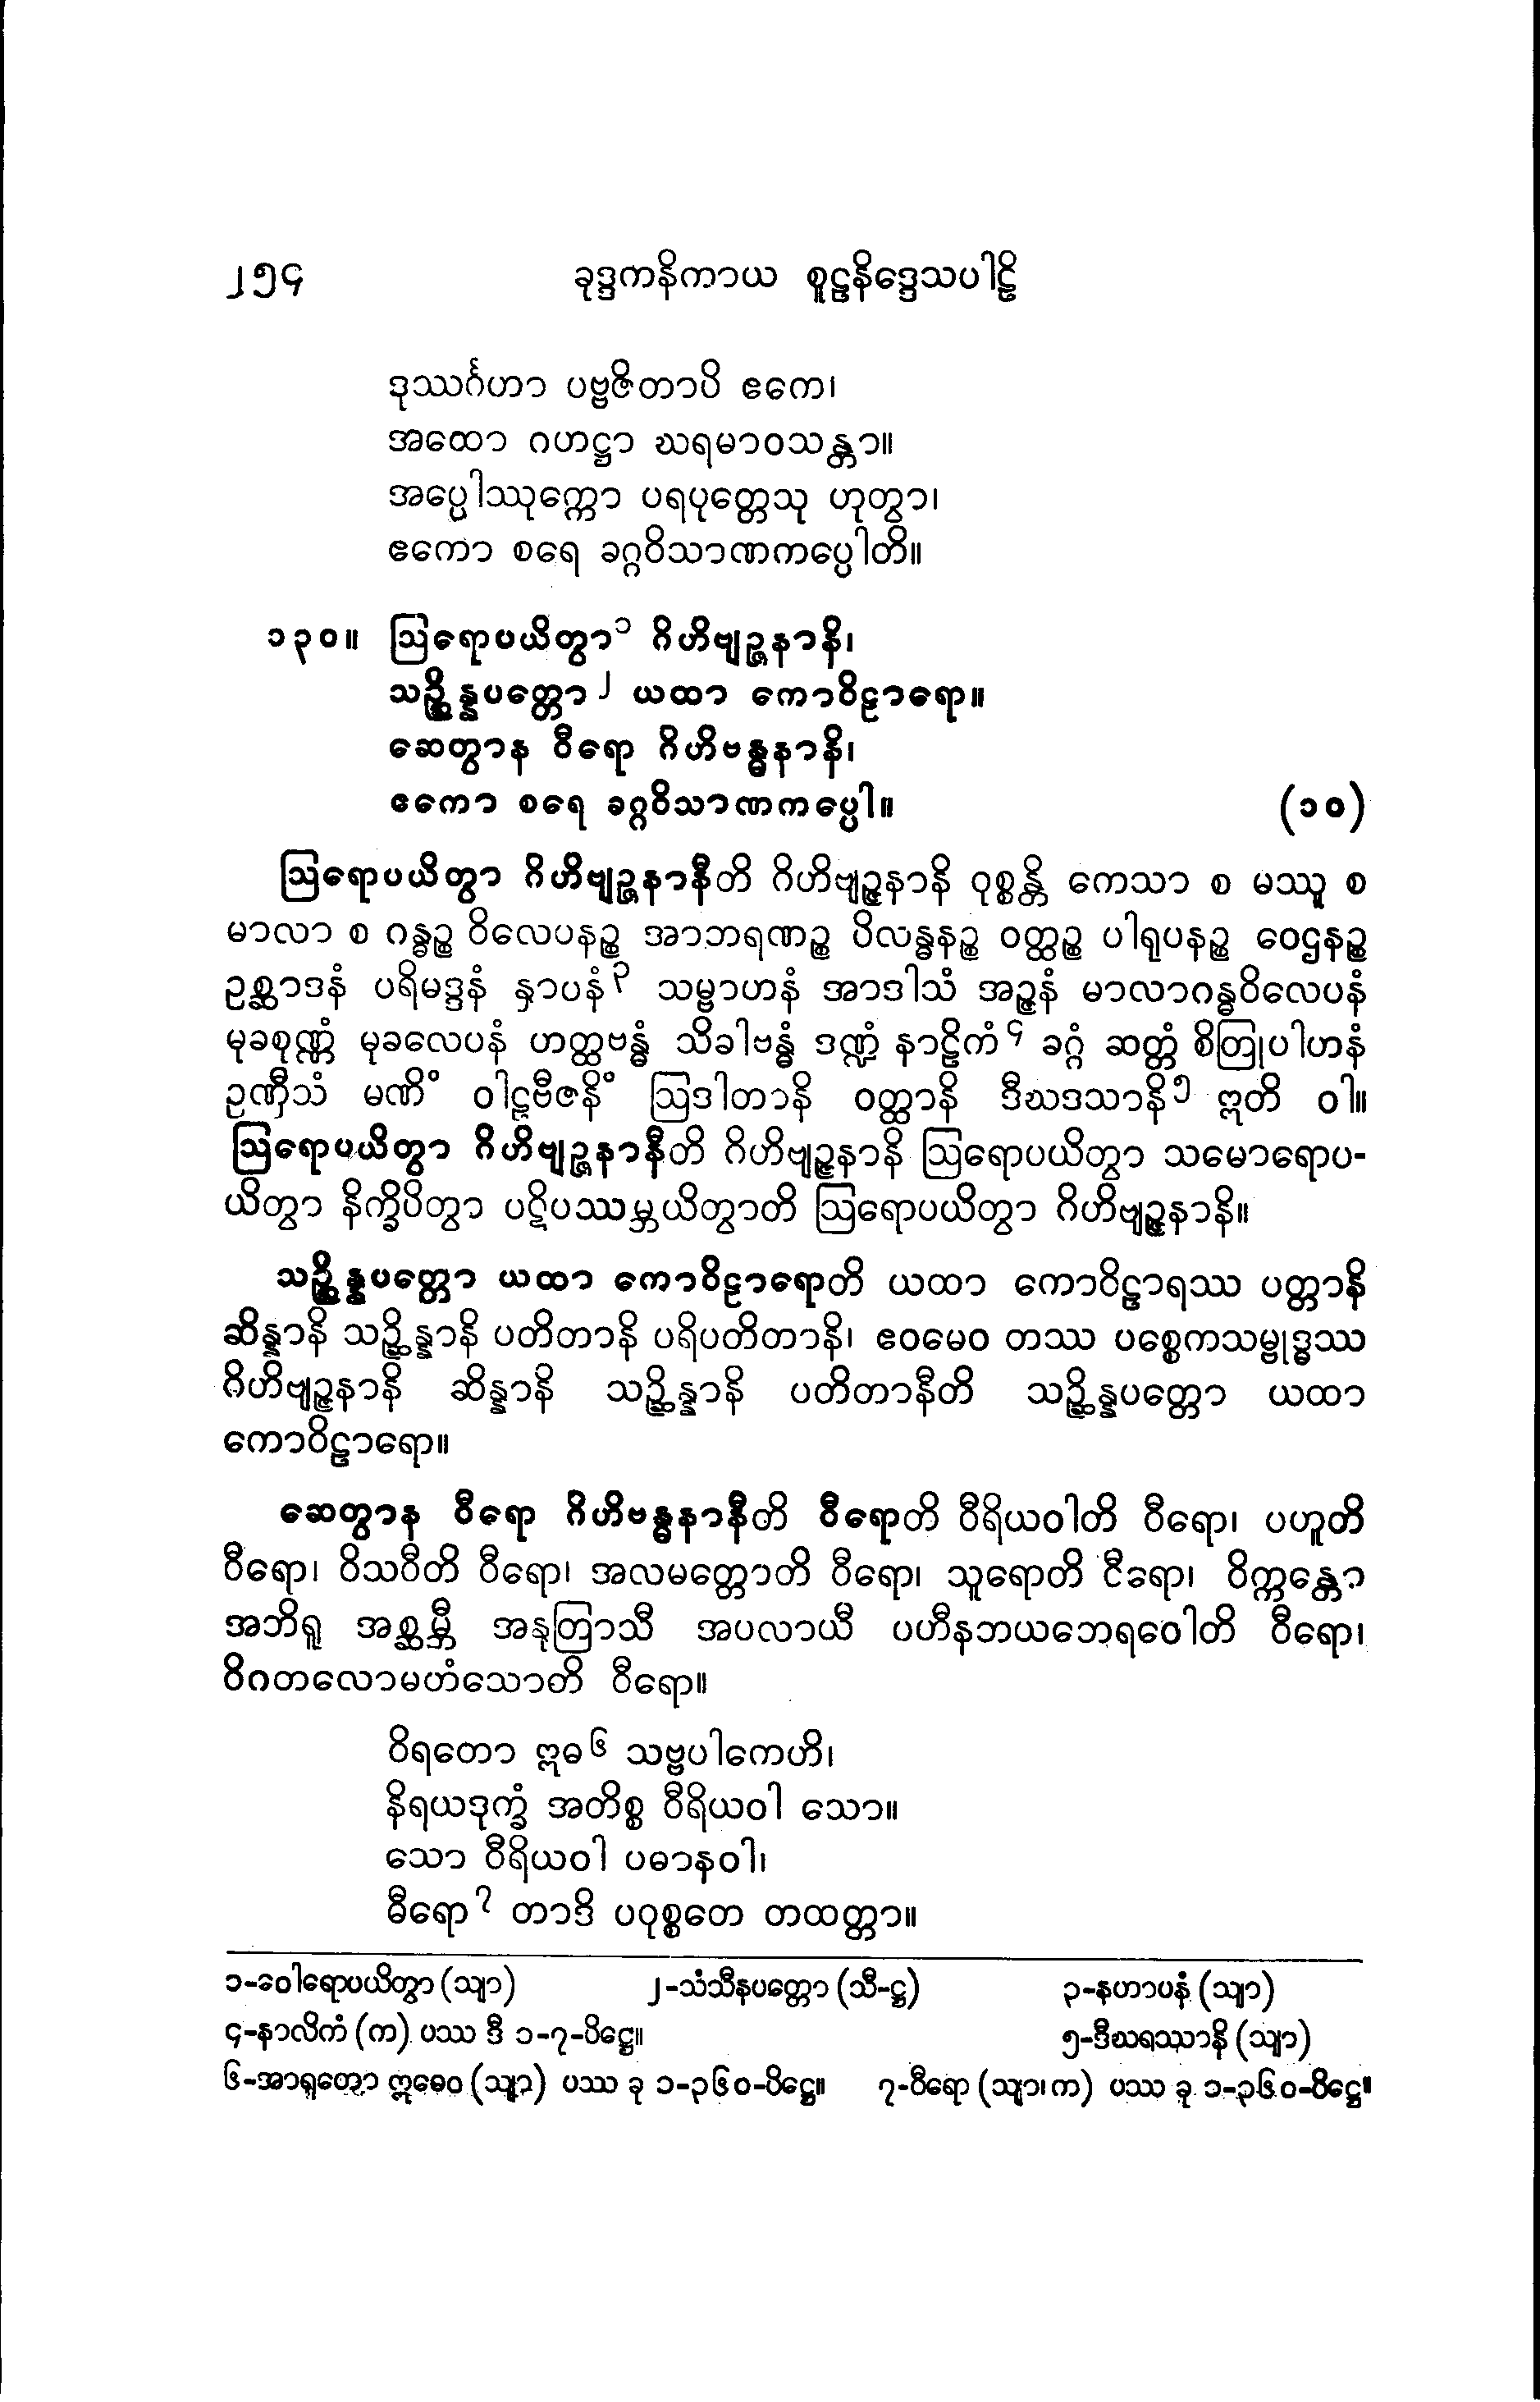 ၂၅၄ ခုဒ္ဒကနိကာယ စူဠနိဒ္ဒေသပါဠိ
ဒုဿင်္ဂဟာ ပဗ္ဗဇိတာပိ ဧကေ၊
အထော ဂဟဋ္ဌာ ဃရမာဝသန္တာ။
အပ္ပေါဿုက္ကော ပရပုတ္တေသု ဟုတွာ၊
ဧကော စရေ ခဂ္ဂဝိသာဏကပ္ပေါတိ။
၁၃၀။ ဩရောပယိတွာ၁ ဂိဟိဗျဉ္ဇနာနိ၊
သဉ္ဆိန္နပတ္တော၂ ယထာ ကောဝိဠာရော။
ဆေတွာန ဝီရော ဂိဟိဗန္ဓနာနိ၊
ဧကော စရေ ခဂ္ဂဝိသာဏကပ္ပေါ။ (၁၀)
ဩရောပယိတွာ ဂိဟိဗျဉ္ဇနာနီတိ ဂိဟိဗျဉ္ဇနာနိ ဝုစ္စန္တိ ကေသာ စ မဿူ စ
မာလာ စ ဂန္ဓဉ္စ ဝိလေပနဉ္စ အာဘရဏဉ္စ ပိလန္ဓနဉ္စ ဝတ္ထဉ္စ ပါရုပနဉ္စ ဝေဌနဉ္စ
ဥစ္ဆာဒနံ ပရိမဒ္ဒနံ နှာပနံ၃ သမ္ဗာဟနံ အာဒါသံ အဉ္ဇနံ မာလာဂန္ဓဝိလေပနံ
မုခစုဏ္ဏံ မုခလေပနံ ဟတ္ထဗန္ဓံ သိခါဗန္ဓံ ဒဏ္ဍံ နာဠိကံ၄ ခဂ္ဂံ ဆတ္တံ စိတြုပါဟနံ
ဥဏှီသံ မဏိံ ဝါဠဗီဇနိံ ဩဒါတာနိ ဝတ္ထာနိ ဒီဃဒသာနိ၅ ဣတိ ဝါ။
ဩရောပယိတွာ ဂိဟိဗျဉ္ဇနာနီတိ ဂိဟိဗျဉ္ဇနာနိ ဩရောပယိတွာ သမောရောပ-
ယိတွာ နိက္ခိပိတွာ ပဋိပဿမ္ဘယိတွာတိ ဩရောပယိတွာ ဂိဟိဗျဉ္ဇနာနိ။
သဉ္ဆိန္နပတ္တော ယထာ ကောဝိဠာရောတိ ယထာ ကောဝိဠာရဿ ပတ္တာနိ
ဆိန္နာနိ သဉ္ဆိန္နာနိ ပတိတာနိ ပရိပတိတာနိ၊ ဧဝမေဝ တဿ ပစ္စေကသမ္ဗုဒ္ဓဿ
ဂိဟိဗျဉ္ဇနာနိ ဆိန္နာနိ သဉ္ဆိန္နာနိ ပတိတာနီတိ သဉ္ဆိန္နပတ္တော ယထာ
ကောဝိဠာရော။
ဆေတွာန ဝီရော ဂိဟိဗန္ဓနာနီတိ ဝီရောတိ ဝီရိယဝါတိ ဝီရော၊ ပဟူတိ
ဝီရော၊ ဝိသဝီတိ ဝီရော၊ အလမတ္တောတိ ဝီရော၊ သူရောတိ ဝီရော၊ ဝိက္ကန္တော
အဘိရူ အစ္ဆမ္ဘီ အနုတြာသီ အပလာယီ ပဟီနဘယဘေရဝေါတိ ဝီရော၊
ဝိဂတလောမဟံသောတိ ဝီရော။
ဝိရတော ဣဓ၆ သဗ္ဗပါကေဟိ၊
နိရယဒုက္ခံ အတိစ္စ ဝီရိယဝါ သော။
သော ဝီရိယဝါ ပဓာနဝါ၊
ဓီရော၇ တာဒိ ပဝုစ္စတေ တထတ္တာ။
၁-ဝေါရောပယိတွာ (သျာ) ၂-သံသီနပတ္တော (သီ-ဋ္ဌ) ၃-နဟာပနံ (သျာ)
၄-နာလိကံ (က) ပဿ ဒီ ၁-၇-ပိဋ္ဌေ။ ၅-ဒီဃရဿာနိ (သျာ)
၆-အာရတော ဣဓေဝ (သျာ) ပဿ ခု ၁-၃၆၀-ပိဋ္ဌေ။ ၇-ဝီရော (သျာ၊ က) ပဿ ခု ၁-၃၆၀-ပိဋ္ဌေ။